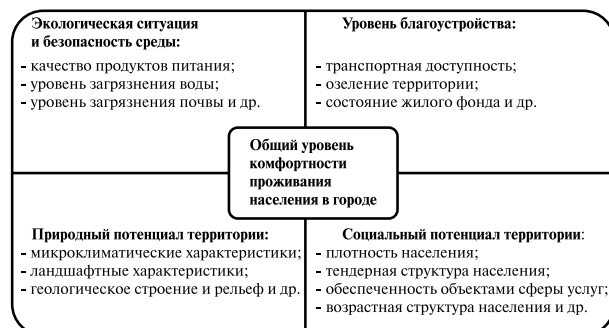 Экологическая ситуация
и безопасность среды:
- качество продуктов питания;
- уровень загрязнения воды;
- уровень загрязнения почвы и др.
Уровень благоустройства:
- транспортная доступность;
- озеление территории;
- состояние жилого фонда и др.
Общий уровень
комфортности
проживания
населения в городе
Природный потенциал территории:
- микроклиматические характеристики;
- ландшафтные характеристики;
- геологическое строение и рельеф и др.
Социальный потенциал территории:
- плотность населения;
- тендерная структура населения;
- обеспеченность объектами сферы услуг;
- возрастная структура населения и др.